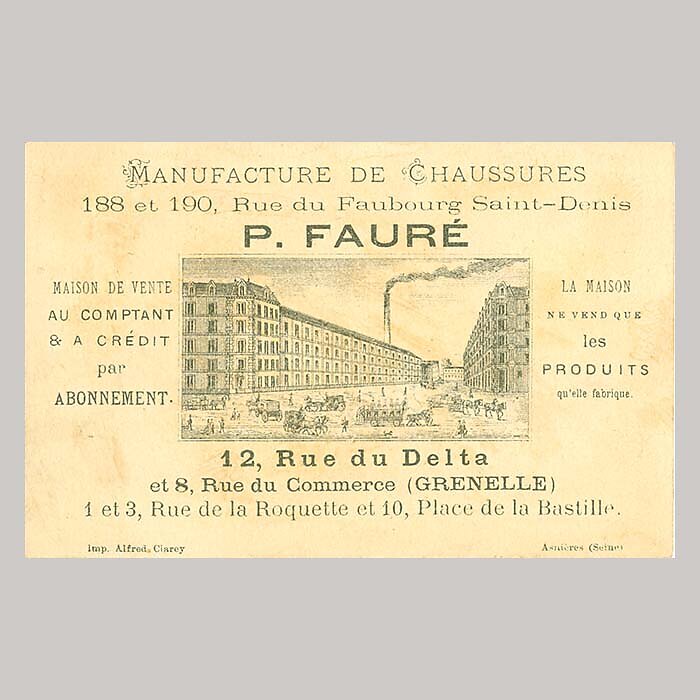 MANUFACTURE DE CHAUSSURES
188 et 190, Rue du Faubourg Saint-Denis
P. FAURÉ
MAISON DE VENTE
AU COMPTANT
& A CRÉDIT
par
ABONNEMENT.
LA MAISON
NE VEND QUE
les
PRODUITS
qu'elle fabrique.
12, Rue du Delta
et 8, Rue du Commerce (GRENELLE)
1 et 3, Rue de la Roquette et 10, Place de la Bastille.
Imp. Alfred Clarey
Asnières (Seine)